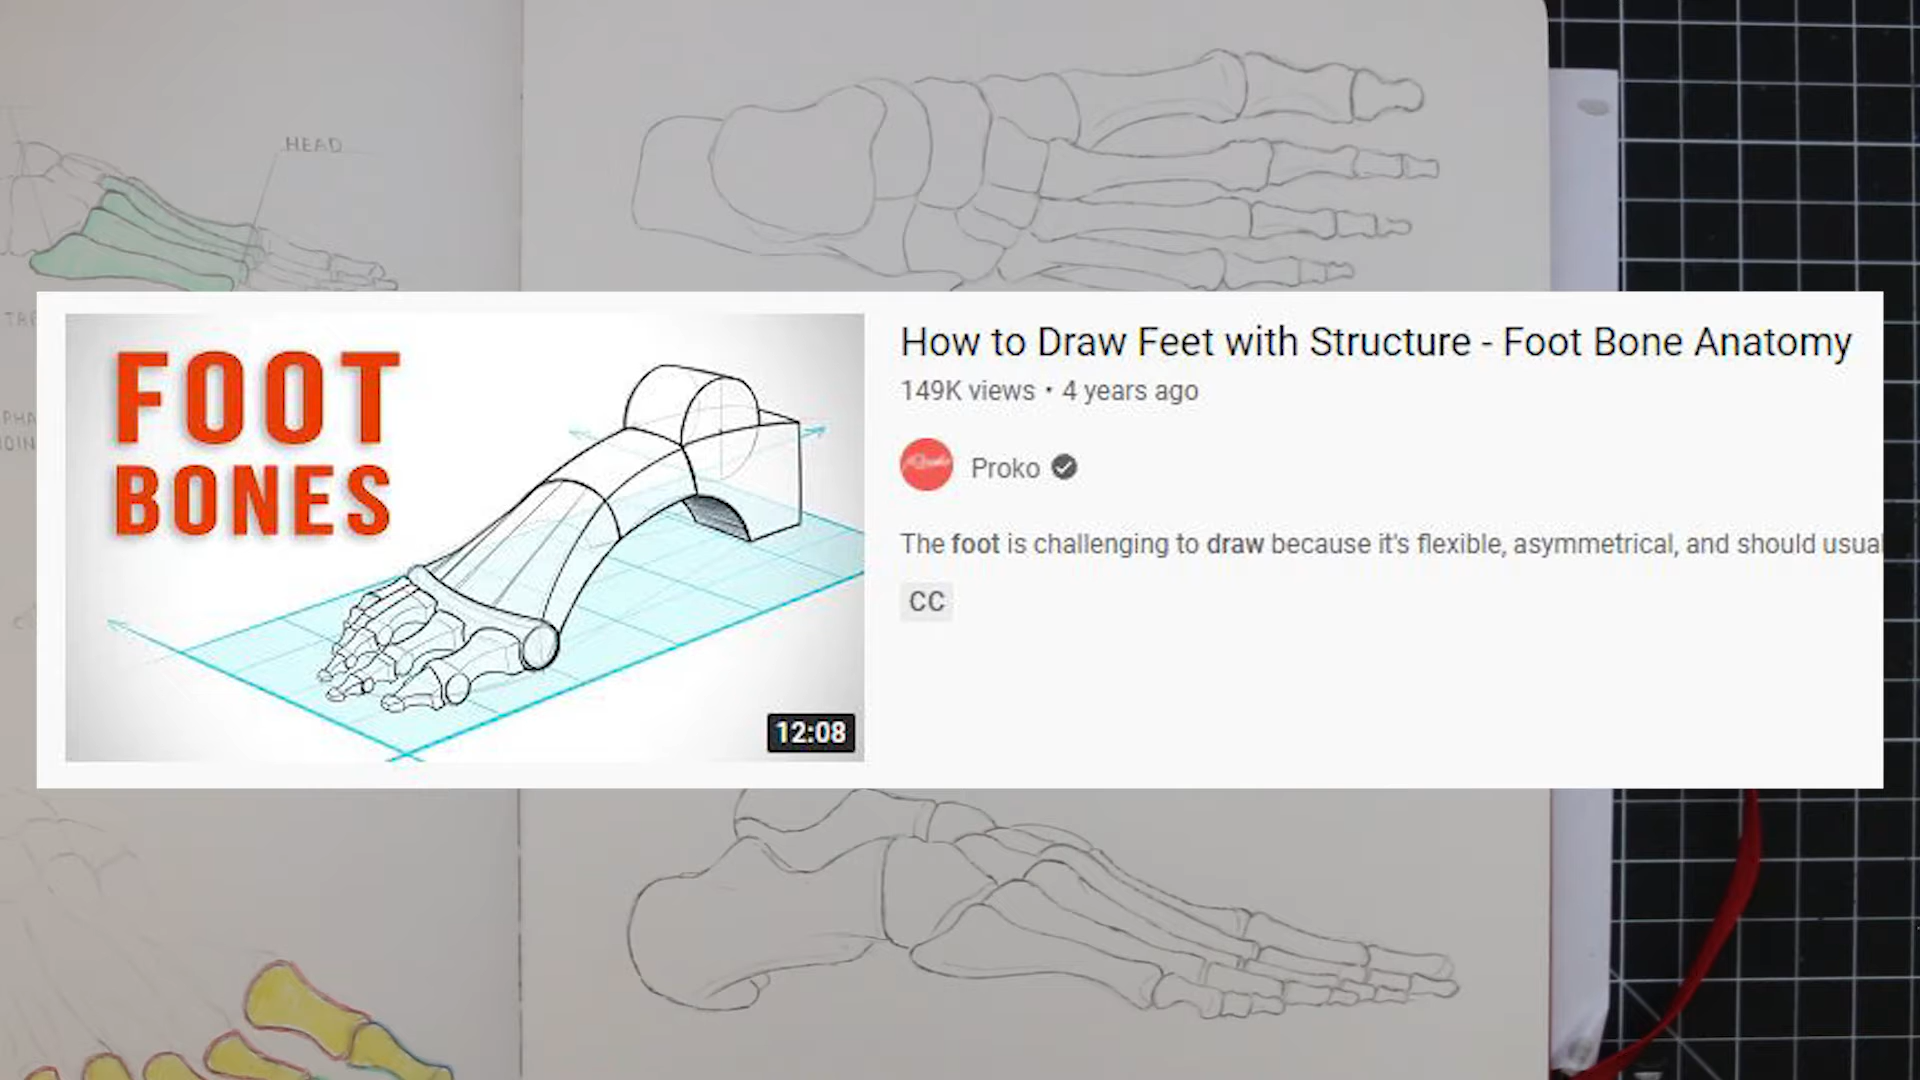 HEAD
FOOT
BONES
12:08
How to Draw Feet with Structure - Foot Bone Anatomy
149K views • 4 years ago
Proko
The foot is challenging to draw because it's flexible, asymmetrical, and should usual
CC